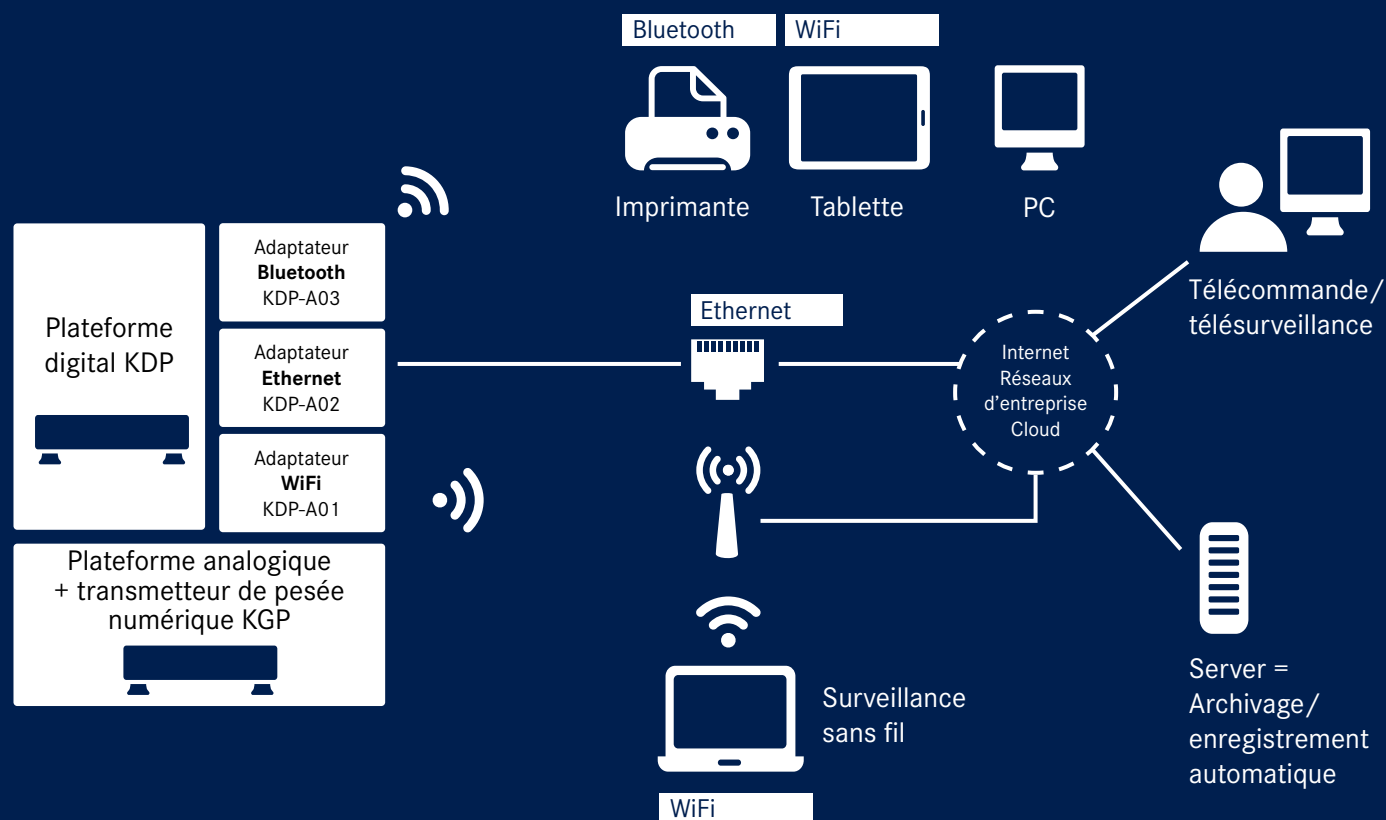 Bluetooth
WiFi
Imprimante
Tablette
PC
Télécommande/
télésurveillance
Plateforme
digital KDP
Adaptateur
Bluetooth
KDP-A03
Adaptateur
Ethernet
KDP-A02
Adaptateur
WiFi
KDP-A01
Plateforme analogique
+ transmetteur de pesée
numérique KGP
Ethernet
Internet
Réseaux
d'entreprise
Cloud
Surveillance
sans fil
WiFi
Server =
Archivage/
enregistrement
automatique